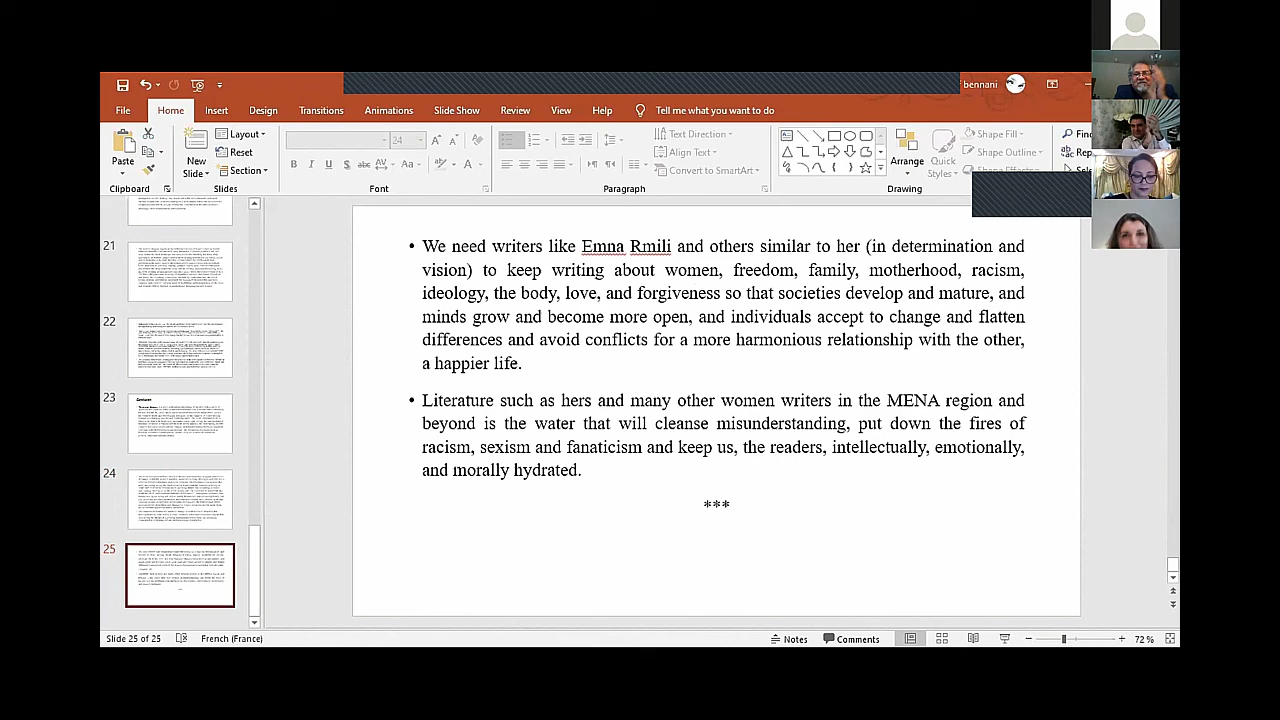 bennani
File Home Insert Design Transitions Animations Slide Show Review View Help Tell me what you want to do
Paste
New Slide
Layout
Reset
Section
24
Text Direction
Align Text
Convert to SmartArt
Arrange
Quick Styles
Shape Fill
Shape Outline
Shape Effects
Clipboard Slides Font Paragraph Drawing
21
22
23
24
25
• We need writers like Emna Rmili and others similar to her (in determination and
vision) to keep writing about women, freedom, family, motherhood, racism,
ideology, the body, love, and forgiveness so that societies develop and mature, and
minds grow and become more open, and individuals accept to change and flatten
differences and avoid conflicts for a more harmonious relationship with the other,
a happier life.
• Literature such as hers and many other women writers in the MENA region and
beyond is the water that will cleanse misunderstanding, put down the fires of
racism, sexism and fanaticism and keep us, the readers, intellectually, emotionally,
and morally hydrated.
***
Slide 25 of 25 French (France) Notes Comments 72 %